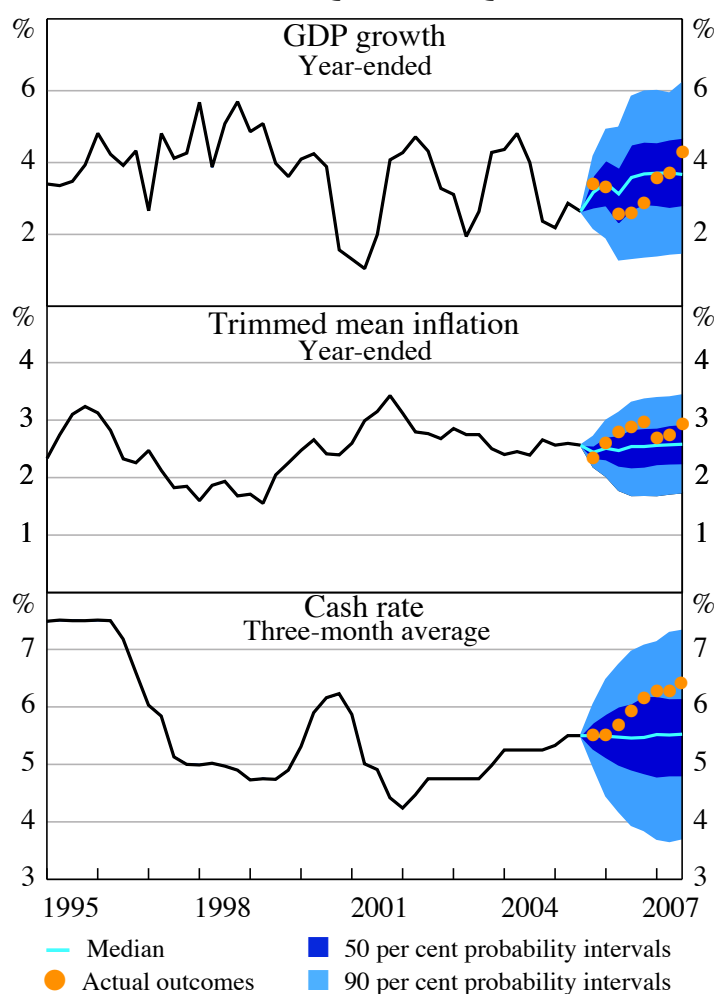 % GDP growth %
Year-ended
6 6
4 4
2 2
% Trimmed mean inflation %
Year-ended
4 4
3 3
2 2
1 1
% Cash rate %
Three-month average
7 7
6 6
5 5
4 4
3 3
1995 1998 2001 2004 2007
Median 50 per cent probability intervals
Actual outcomes 90 per cent probability intervals